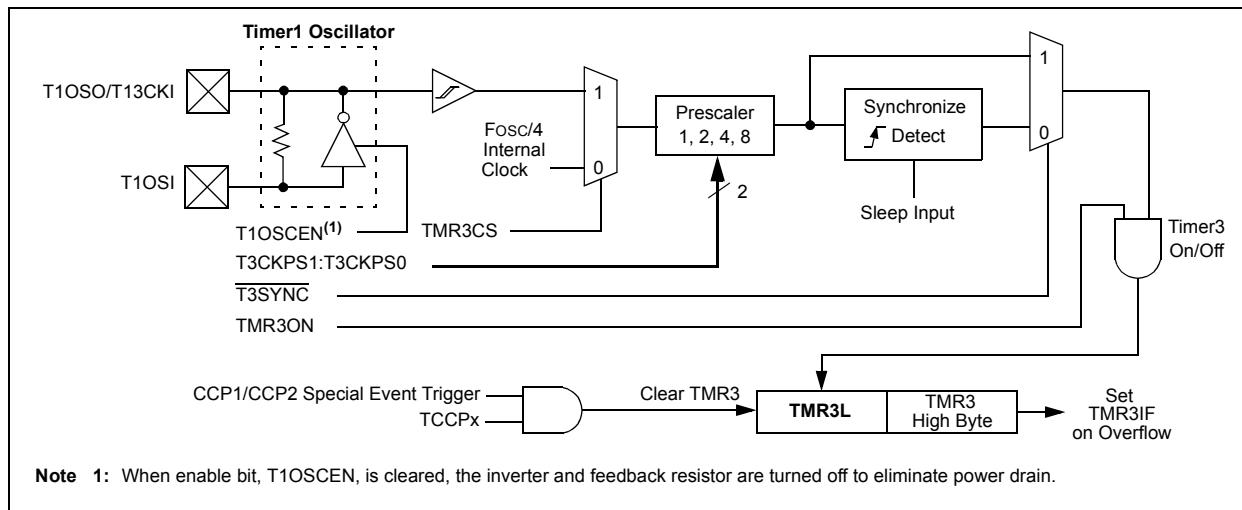 Timer1 Oscillator
T1OSO/T13CKI
T1OSI
FOSC/4
Internal
Clock
1
0
Prescaler
1, 2, 4, 8
2
Synchronize
Detect
1
0
Sleep Input
T1OSCEN(1)
TMR3CS
T3CKPS1:T3CKPS0
T3SYNC
TMR3ON
Timer3
On/Off
CCP1/CCP2 Special Event Trigger
TCCPx
Clear TMR3
TMR3L
TMR3
High Byte
Set
TMR3IF
on Overflow
Note 1: When enable bit, T1OSCEN, is cleared, the inverter and feedback resistor are turned off to eliminate power drain.